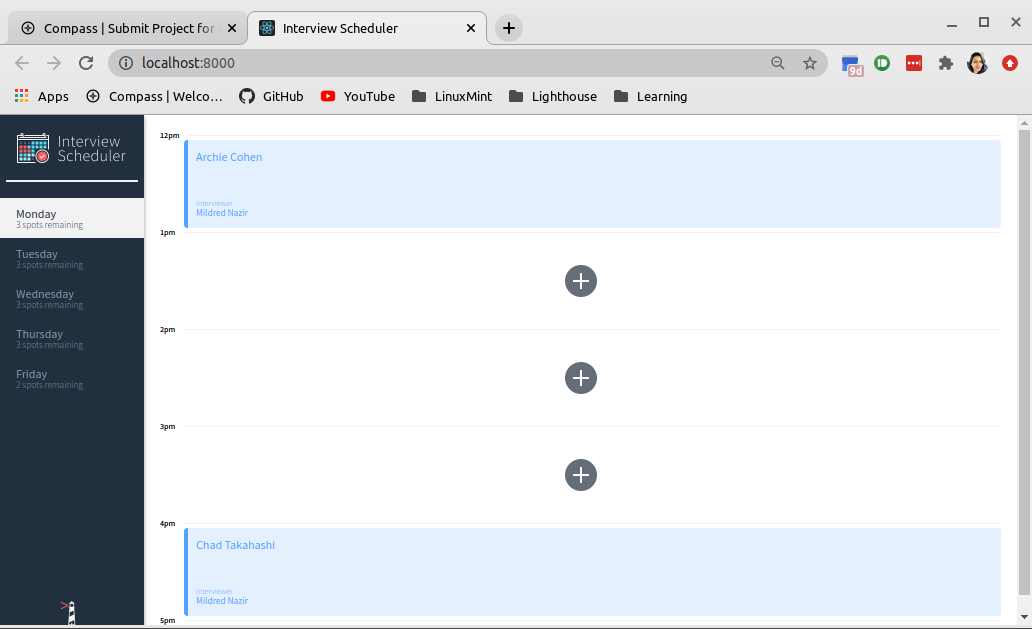 Compass | Submit Project for
Interview Scheduler
localhost:8000
9d
Apps
Compass | Welco…
GitHub
YouTube
LinuxMint
Lighthouse
Learning
Interview
Scheduler
Monday
3 spots remaining
Tuesday
3 spots remaining
Wednesday
3 spots remaining
Thursday
3 spots remaining
Friday
2 spots remaining
12pm
Archie Cohen
Interviewer
Mildred Nazir
1pm
2pm
3pm
4pm
Chad Takahashi
Interviewer
Mildred Nazir
5pm